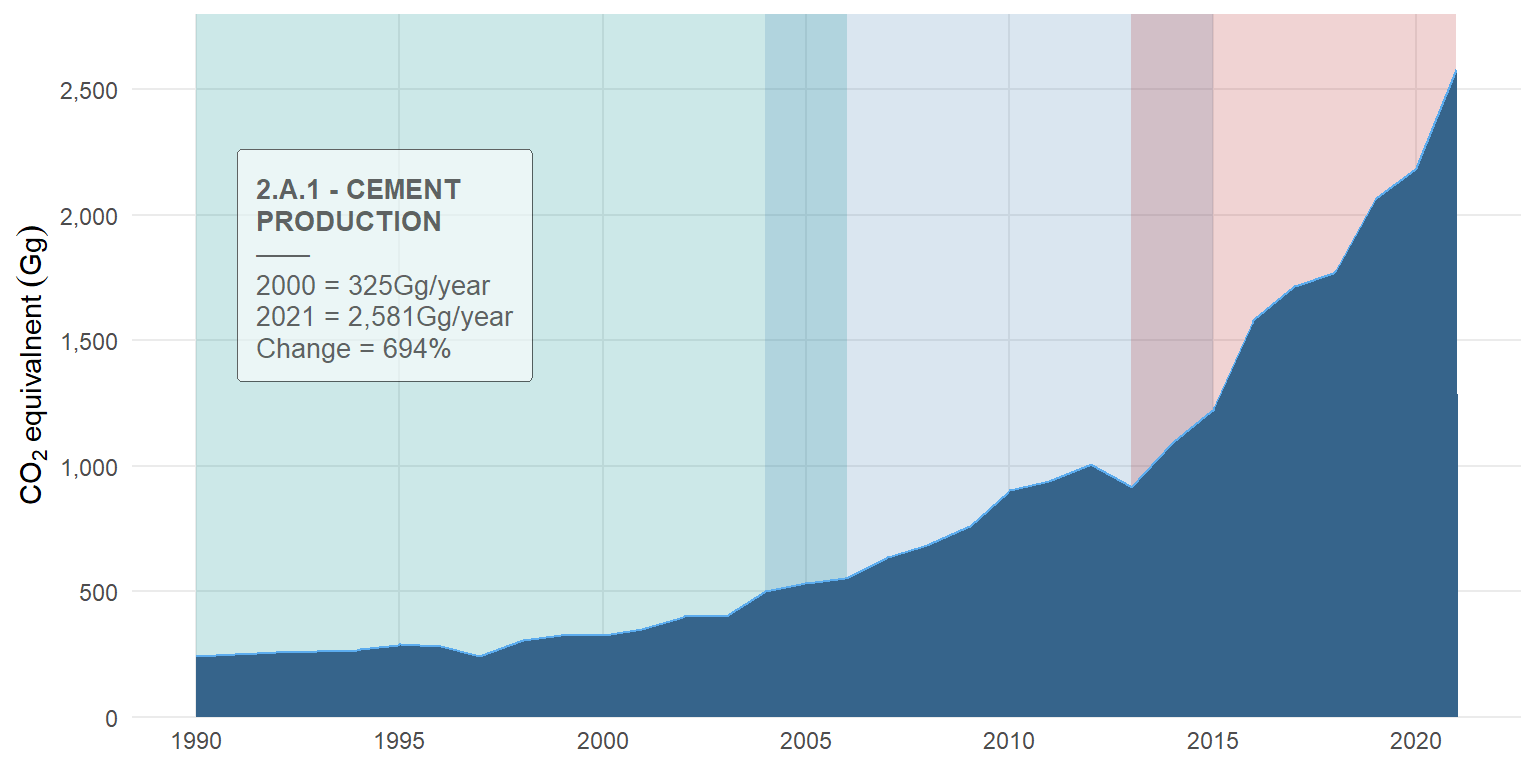 2,500
2,000
1,500
1,000
500
0
CO₂ equivalnent (Gg)
2.A.1 - CEMENT
PRODUCTION
2000 = 325Gg/year
2021 = 2,581Gg/year
Change = 694%
1990 1995 2000 2005 2010 2015 2020